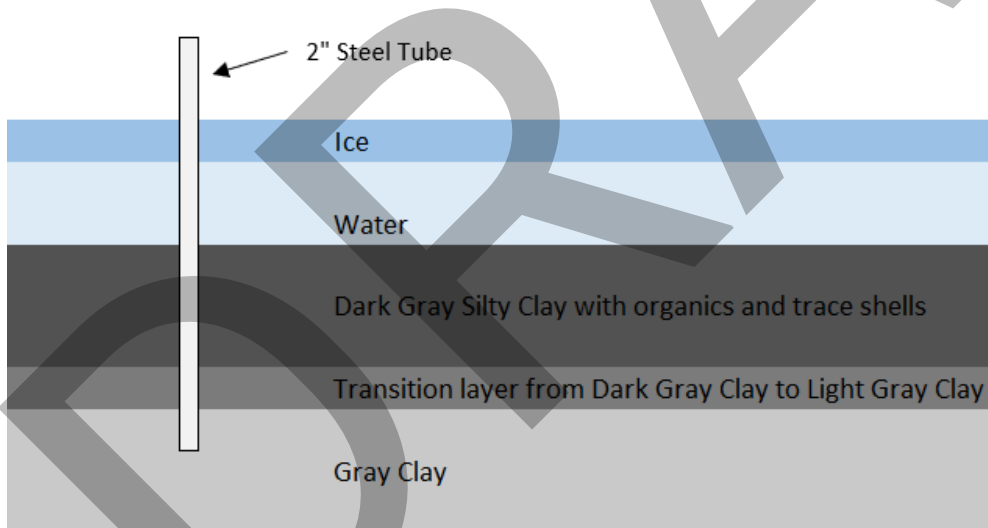 2" Steel Tube
Ice
Water
Dark Gray Silty Clay with organics and trace shells
Transition layer from Dark Gray Clay to Light Gray Clay
Gray Clay
DRA